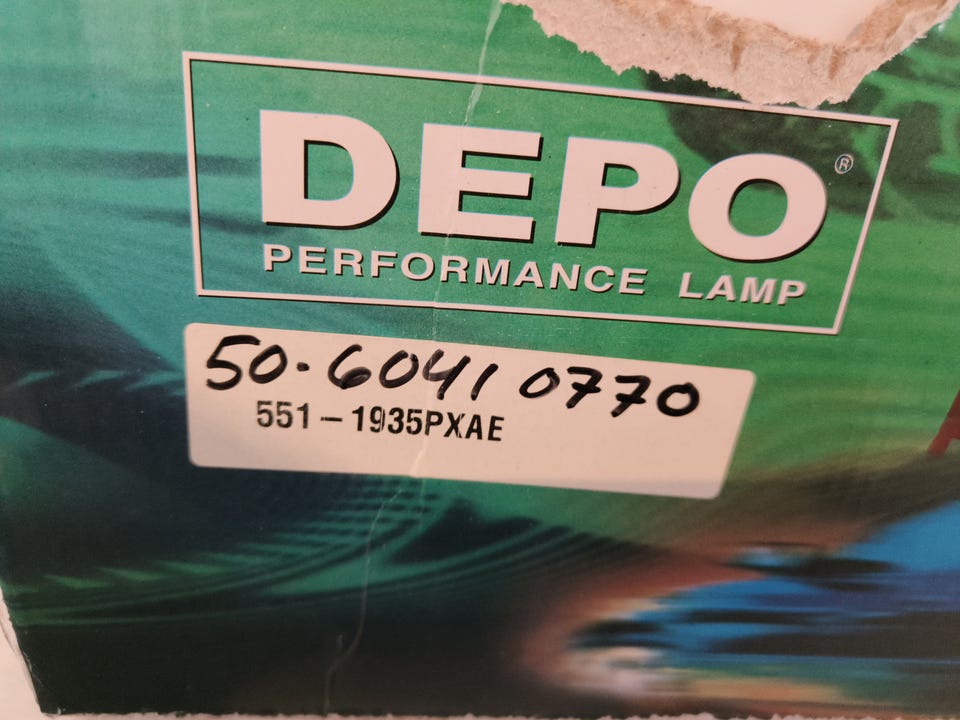 DEPO®
PERFORMANCE LAMP
50-6041 0770
551-1935PXAE